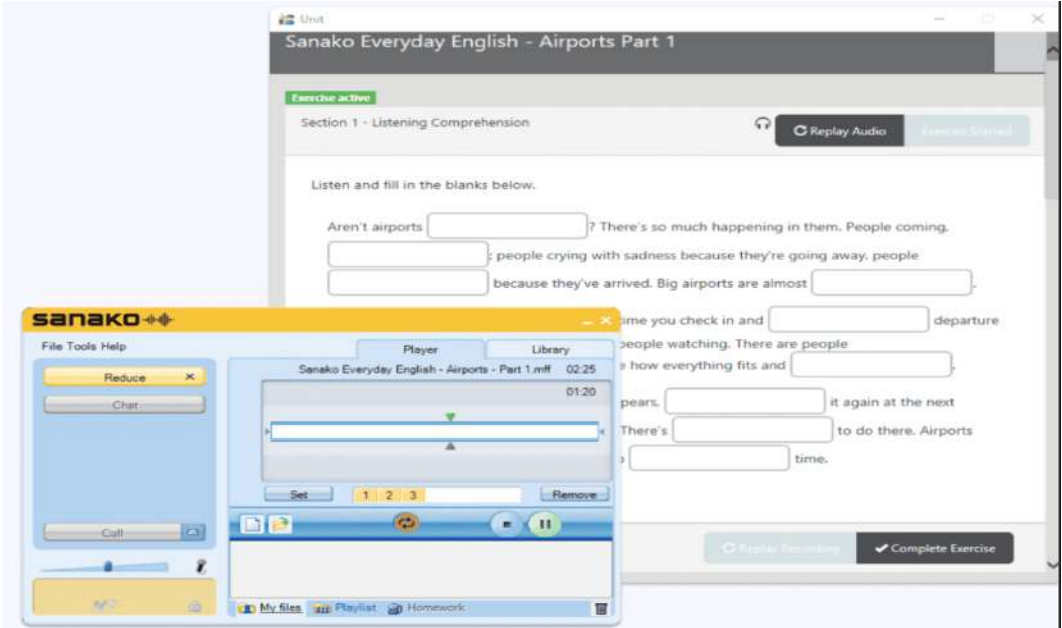 Unit
Sanako Everyday English - Airports Part 1
Exercise active
Section 1 - Listening Comprehension
Replay Audio
Exercise Started
Listen and fill in the blanks below.
Aren't airports ? There's so much happening in them. People coming,
; people crying with sadness because they're going away, people
because they've arrived. Big airports are almost .
time you check in and departure
people watching. There are people
how everything fits and .
pears, it again at the next
There's to do there. Airports
time.
Replay Recording
Complete Exercise
sanako
File Tools Help
Player
Library
Reduce
Sanako Everyday English - Airports - Part 1.mff 02:25
01:20
Chat
Set
1 2 3
Remove
Call
My files
Playlist
Homework